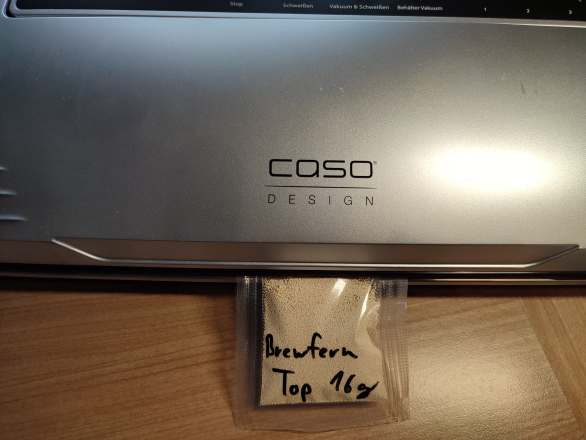 Stop Schweißen Vakuum & Schweißen Behälter Vakuum 1 2 3
caso
DESIGN
Brewferm
Top 16g